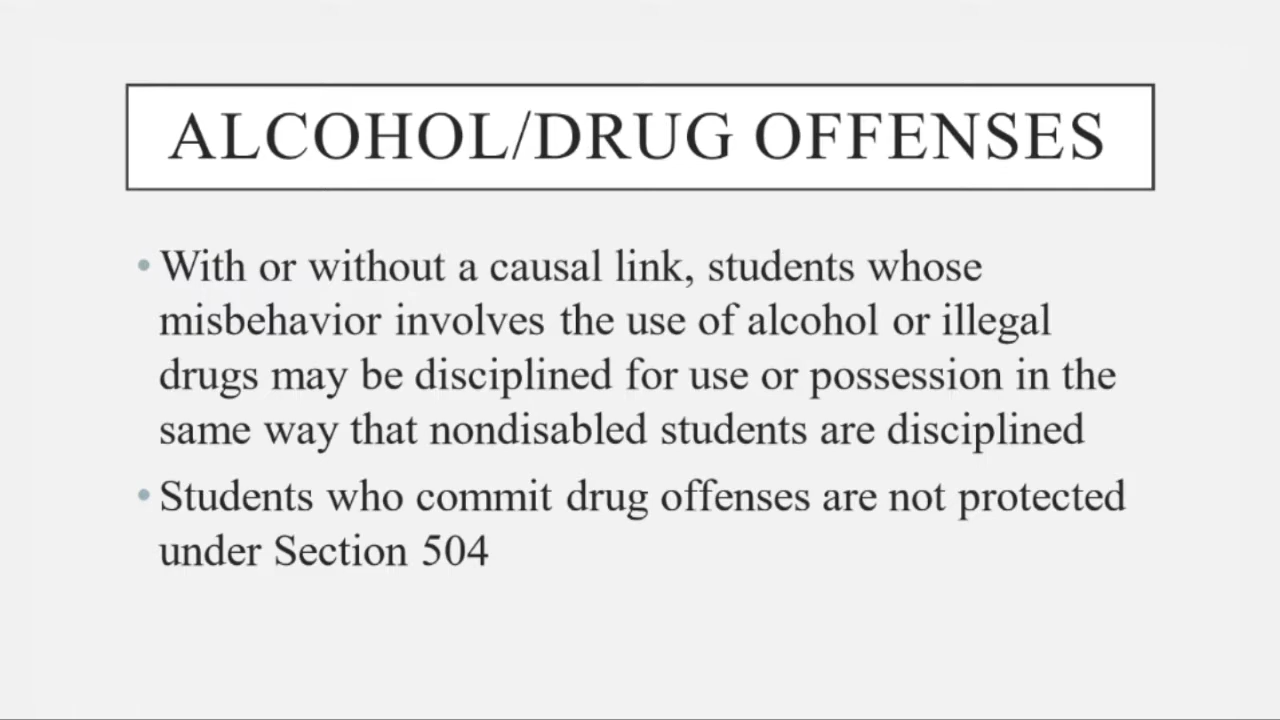 ALCOHOL/DRUG OFFENSES
• With or without a causal link, students whose
misbehavior involves the use of alcohol or illegal
drugs may be disciplined for use or possession in the
same way that nondisabled students are disciplined
• Students who commit drug offenses are not protected
under Section 504